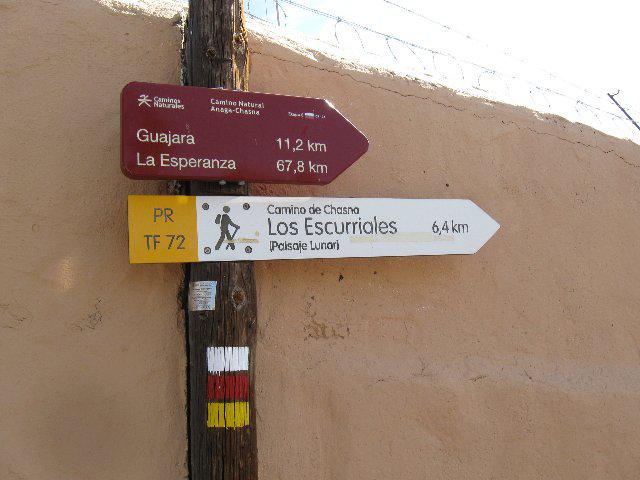 Caminos
Naturales
Camino Natural
Anaga-Chasna
Guajara 11,2 km
La Esperanza 67,8 km
PR
TF 72
Camino de Chasna
Los Escurriales 6,4 km
(Paisaje Lunar)